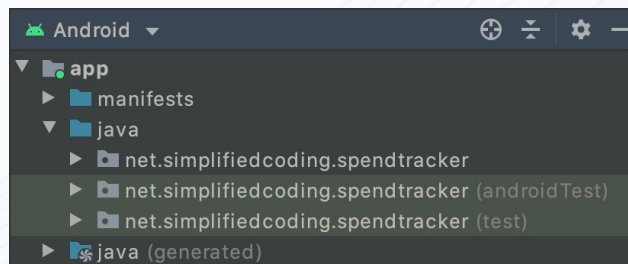 Android
app
manifests
java
net.simplifiedcoding.spendtracker
net.simplifiedcoding.spendtracker (androidTest)
net.simplifiedcoding.spendtracker (test)
java (generated)